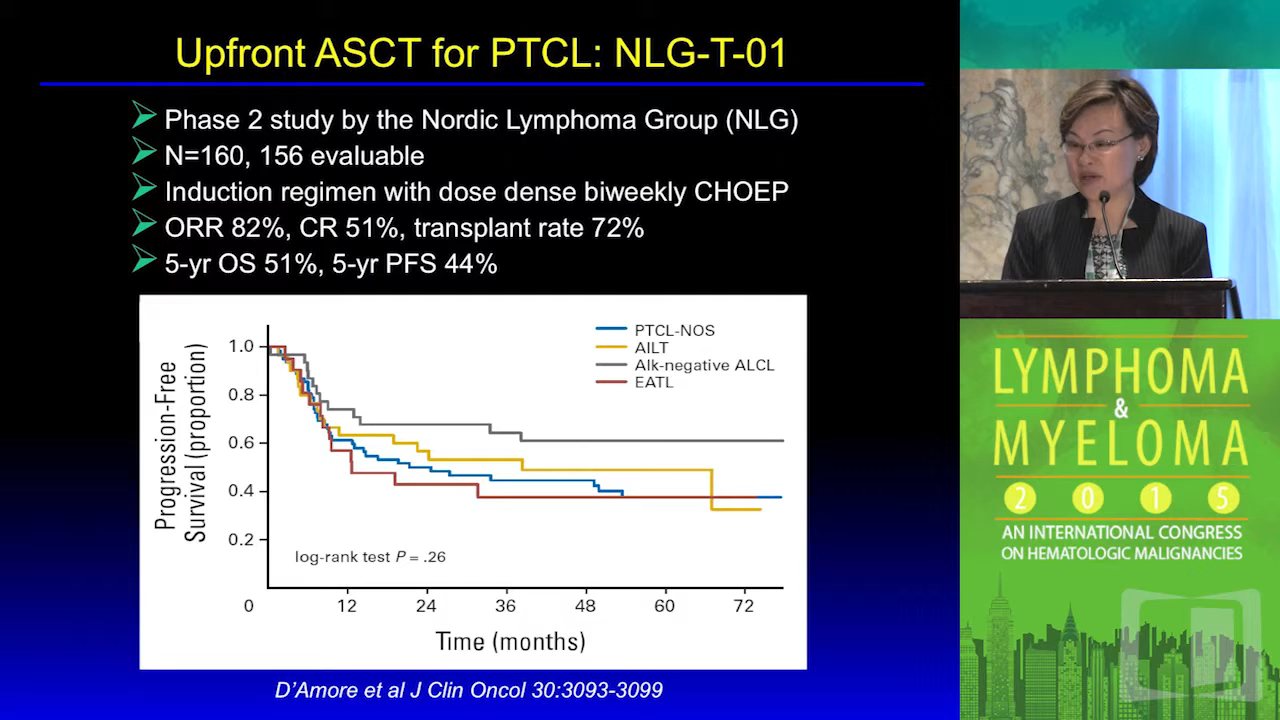 Upfront ASCT for PTCL: NLG-T-01
Phase 2 study by the Nordic Lymphoma Group (NLG)
N=160, 156 evaluable
Induction regimen with dose dense biweekly CHOEP
ORR 82%, CR 51%, transplant rate 72%
5-yr OS 51%, 5-yr PFS 44%
Progression-Free
Survival (proportion)
1.0
0.8
0.6
0.4
0.2
PTCL-NOS
AILT
Alk-negative ALCL
EATL
log-rank test P = .26
0 12 24 36 48 60 72
Time (months)
D'Amore et al J Clin Oncol 30:3093-3099
LYMPHOMA
&
MYELOMA
2 0 1 5
AN INTERNATIONAL CONGRESS
ON HEMATOLOGIC MALIGNANCIES